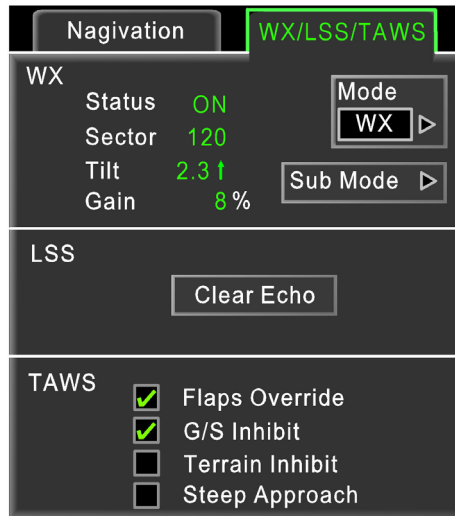 Nagivation WX/LSS/TAWS
WX
Mode
Status ON
WX
Sector 120
Tilt 2.3↑
Sub Mode
Gain 8 %
LSS
Clear Echo
TAWS
Flaps Override
G/S Inhibit
Terrain Inhibit
Steep Approach